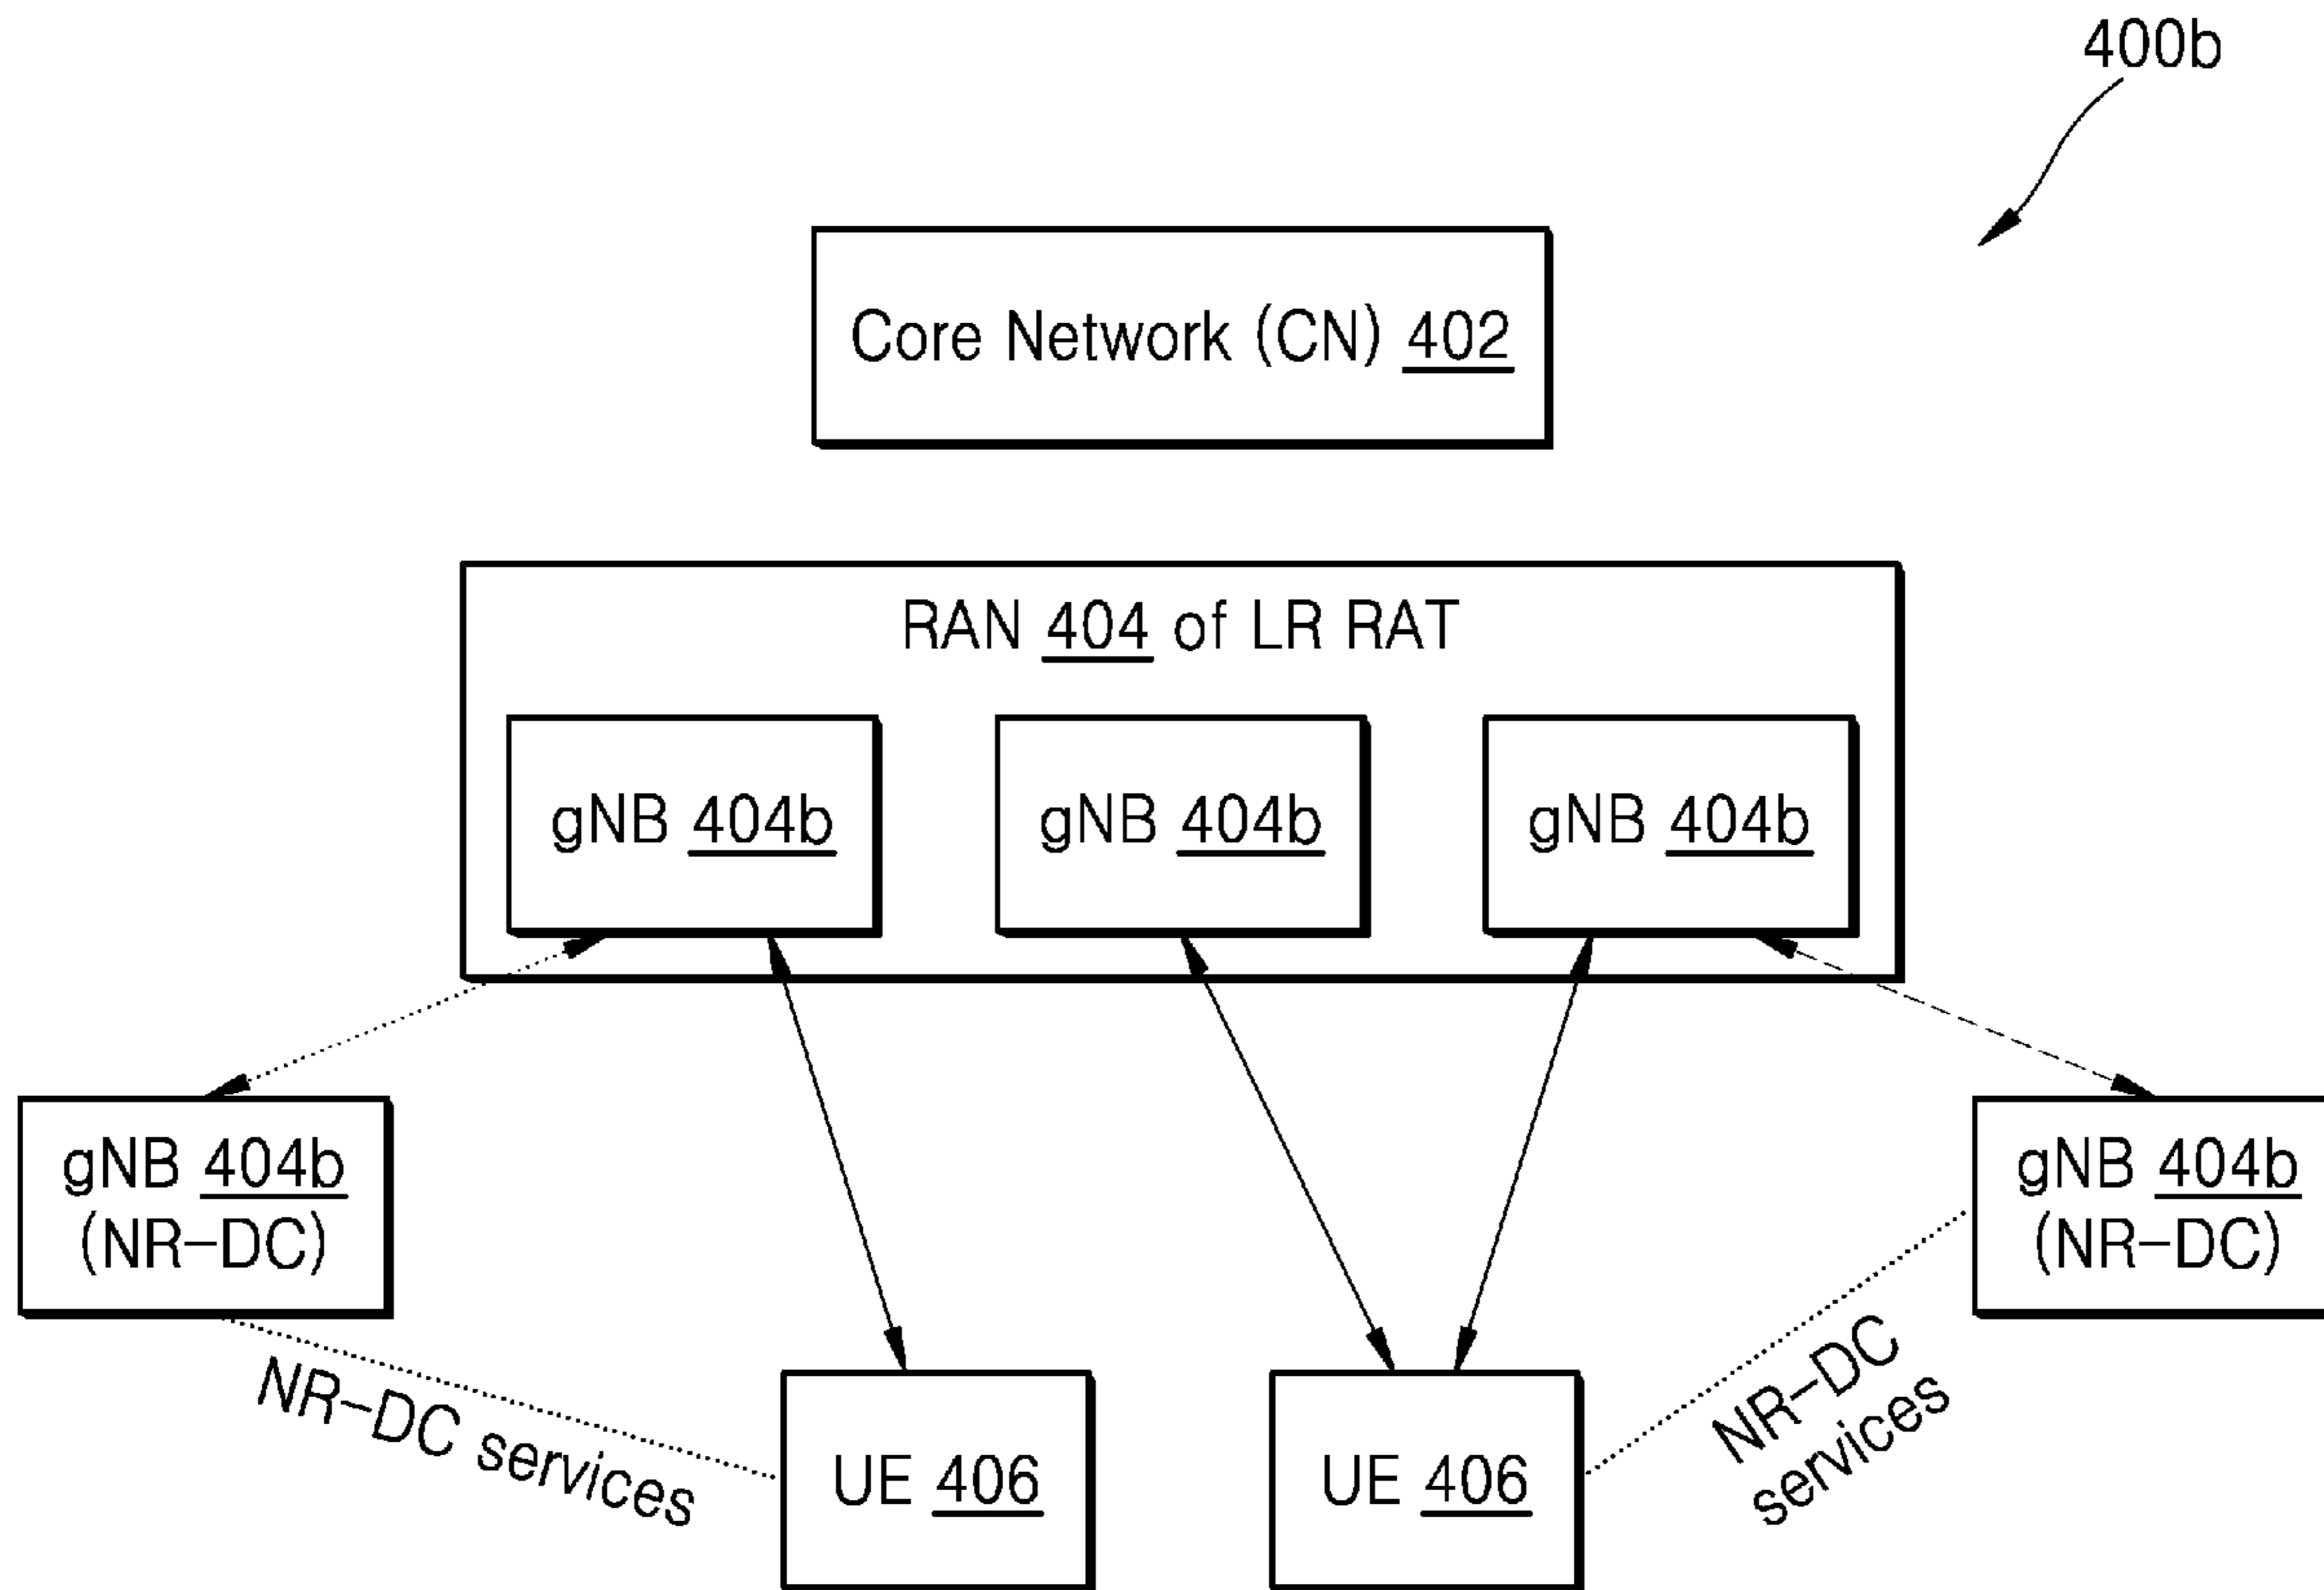 400b
Core Network (CN) 402
RAN 404 of LR RAT
gNB 404b
gNB 404b
gNB 404b
gNB 404b
(NR-DC)
gNB 404b
(NR-DC)
NR-DC services
NR-DC
services
UE 406
UE 406